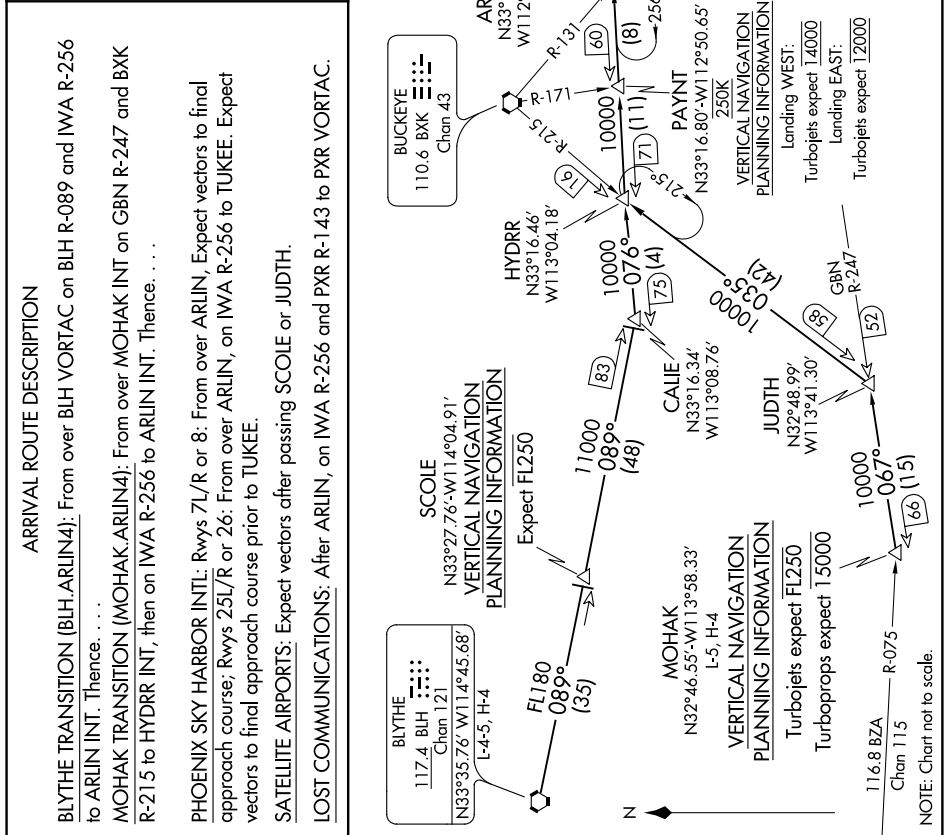 ARRIVAL ROUTE DESCRIPTION
BLYTHE TRANSITION (BLH.ARLIN4): From over BLH VORTAC on BLH R-089 and IWA R-256
to ARLIN INT. Thence. . . .
MOHAK TRANSITION (MOHAK.ARLIN4): From over MOHAK INT on GBN R-247 and BXK
R-215 to HYDRR INT, then on IWA R-256 to ARLIN INT. Thence. . . .
PHOENIX SKY HARBOR INTL: Rwys 7L/R or 8: From over ARLIN, Expect vectors to final
approach course; Rwys 25L/R or 26: From over ARLIN, on IWA R-256 to TUKEE. Expect
vectors to final approach course prior to TUKEE.
SATELLITE AIRPORTS: Expect vectors after passing SCOLE or JUDTH.
LOST COMMUNICATIONS: After ARLIN, on IWA R-256 and PXR R-143 to PXR VORTAC.
BLYTHE
117.4 BLH
Chan 121
N33°35.76' W114°45.68'
L-4-5, H-4
FL180
089°
(35)
SCOLE
N33°27.76'-W114°04.91'
VERTICAL NAVIGATION
PLANNING INFORMATION
Expect FL250
11000
089°
(48)
83
CALIE
N33°16.34'
W113°08.76'
75
10000
076°
(4)
HYDRR
N33°16.46'
W113°04.18'
16
R-215
215°
71
10000
(11)
BUCKEYE
110.6 BXK
Chan 43
R-171
R-131
60
(8)
256
AR
N33°
W112°
PAYNT
N33°16.80'-W112°50.65'
250K
VERTICAL NAVIGATION
PLANNING INFORMATION
Landing WEST:
Turbojets expect 14000
Landing EAST:
Turbojets expect 12000
MOHAK
N32°46.55'-W113°58.33'
L-5, H-4
VERTICAL NAVIGATION
PLANNING INFORMATION
Turbojets expect FL250
Turboprops expect 15000
116.8 BZA
Chan 115
R-075
66
10000
067°
(15)
JUDTH
N32°48.99'
W113°41.30'
52
GBN
R-247
58
10000
035°
(42)
N
NOTE: Chart not to scale.